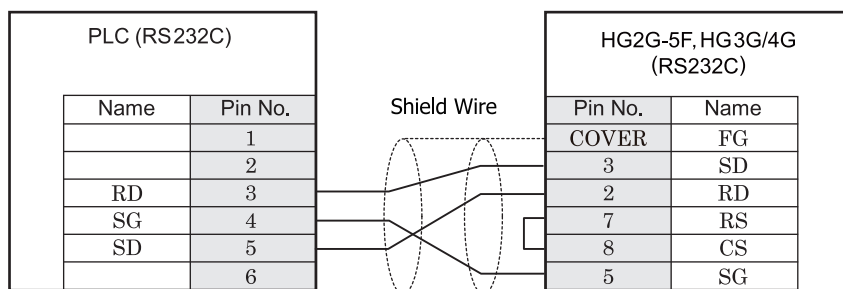 PLC (RS232C)
HG2G-5F, HG3G/4G
(RS232C)
Shield Wire
Name Pin No.
1
2
RD 3
SG 4
SD 5
6
Pin No. Name
COVER FG
3 SD
2 RD
7 RS
8 CS
5 SG